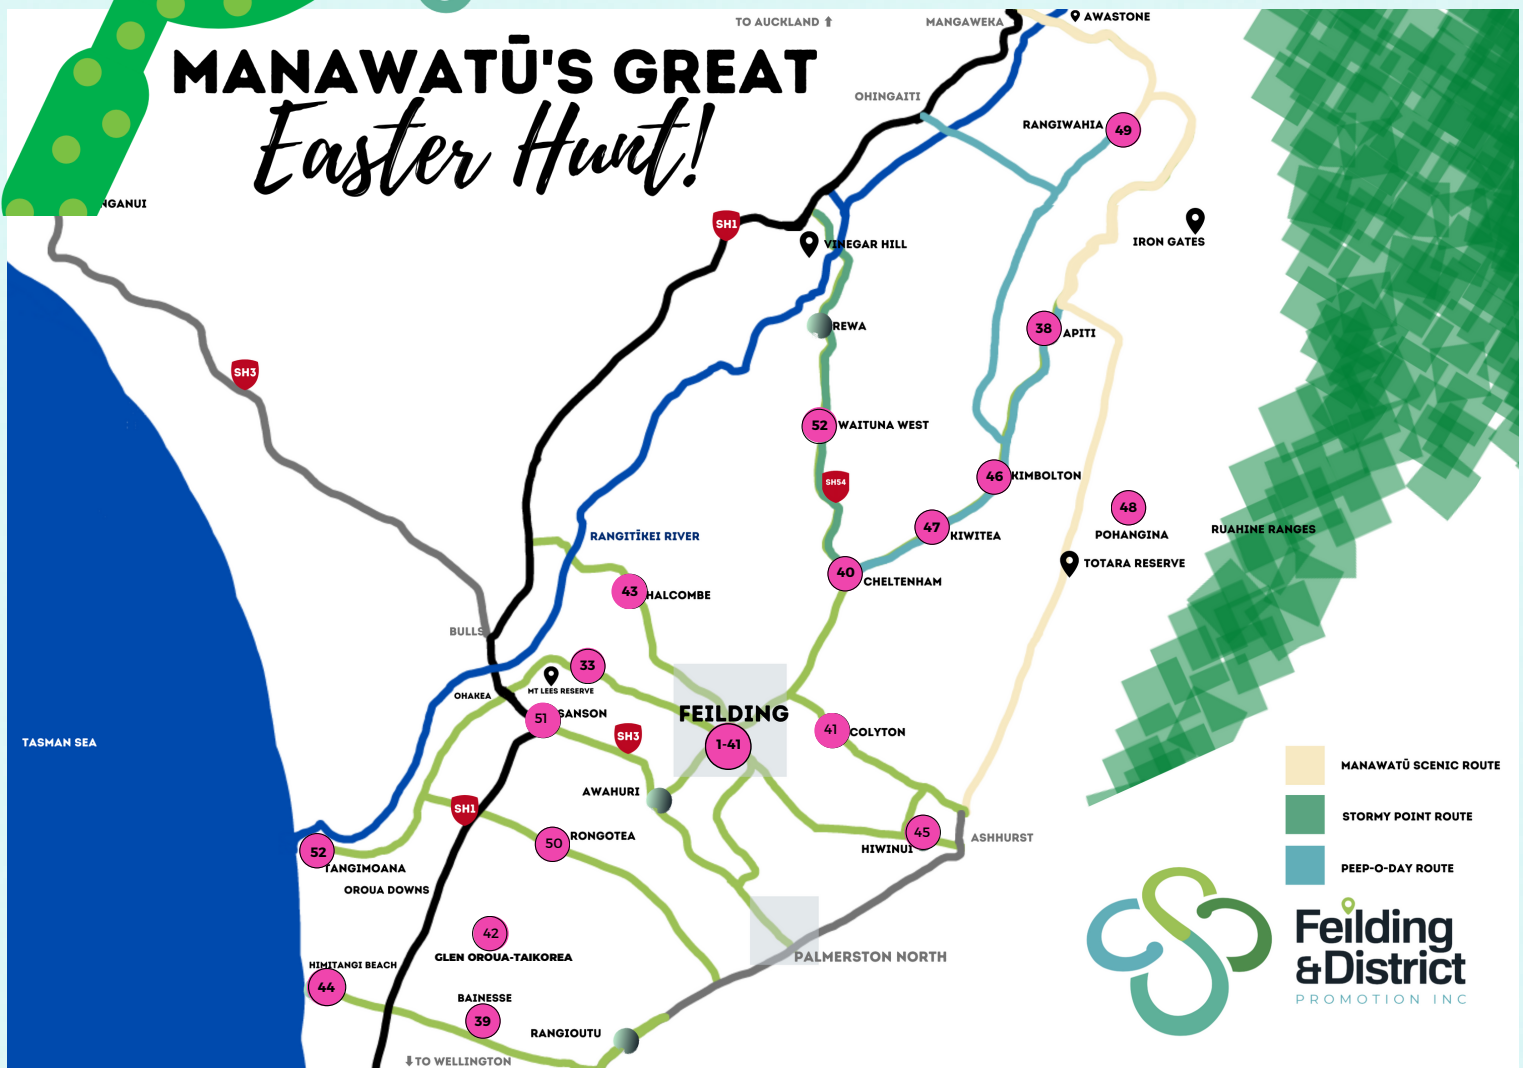 TO AUCKLAND
MANGAWEKA
AWASTONE
MANAWATŪ'S GREAT
Easter Hunt!
OHINGAITI
RANGIWAHIA
49
NGANUI
SH1
VINEGAR HILL
IRON GATES
REWA
38
APITI
SH3
52
WAITUNA WEST
46
KIMBOLTON
SH54
48
POHANGINA
47
KIWITEA
RUAHINE RANGES
RANGITĪKEI RIVER
TOTARA RESERVE
40
CHELTENHAM
43
HALCOMBE
BULLS
33
MT LEES RESERVE
OHAKEA
51
SANSON
FEILDING
1-41
SH3
41
COLYTON
TASMAN SEA
MANAWATŪ SCENIC ROUTE
AWAHURI
SH1
STORMY POINT ROUTE
50
RONGOTEA
45
HIWINUI
ASHHURST
52
TANGIMOANA
PEEP-O-DAY ROUTE
OROUA DOWNS
42
GLEN OROUA-TAIKOREA
PALMERSTON NORTH
Feilding
&District
PROMOTION INC
HIMITANGI BEACH
44
BAINESSE
39
RANGIOUTU
TO WELLINGTON